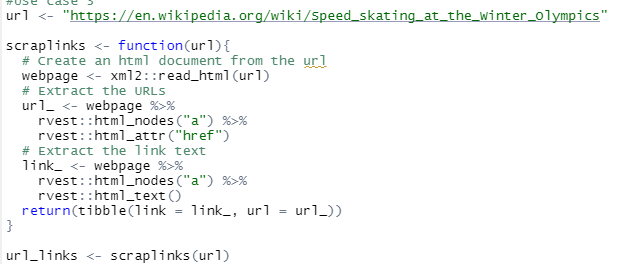 #Use Case 3
url <- "https://en.wikipedia.org/wiki/Speed_skating_at_the_Winter_Olympics"
scraplinks <- function(url){
# Create an html document from the url
webpage <- xml2::read_html(url)
# Extract the URLs
url_ <- webpage %>%
rvest::html_nodes("a") %>%
rvest::html_attr("href")
# Extract the link text
link_ <- webpage %>%
rvest::html_nodes("a") %>%
rvest::html_text()
return(tibble(link = link_, url = url_))
}
url_links <- scraplinks(url)